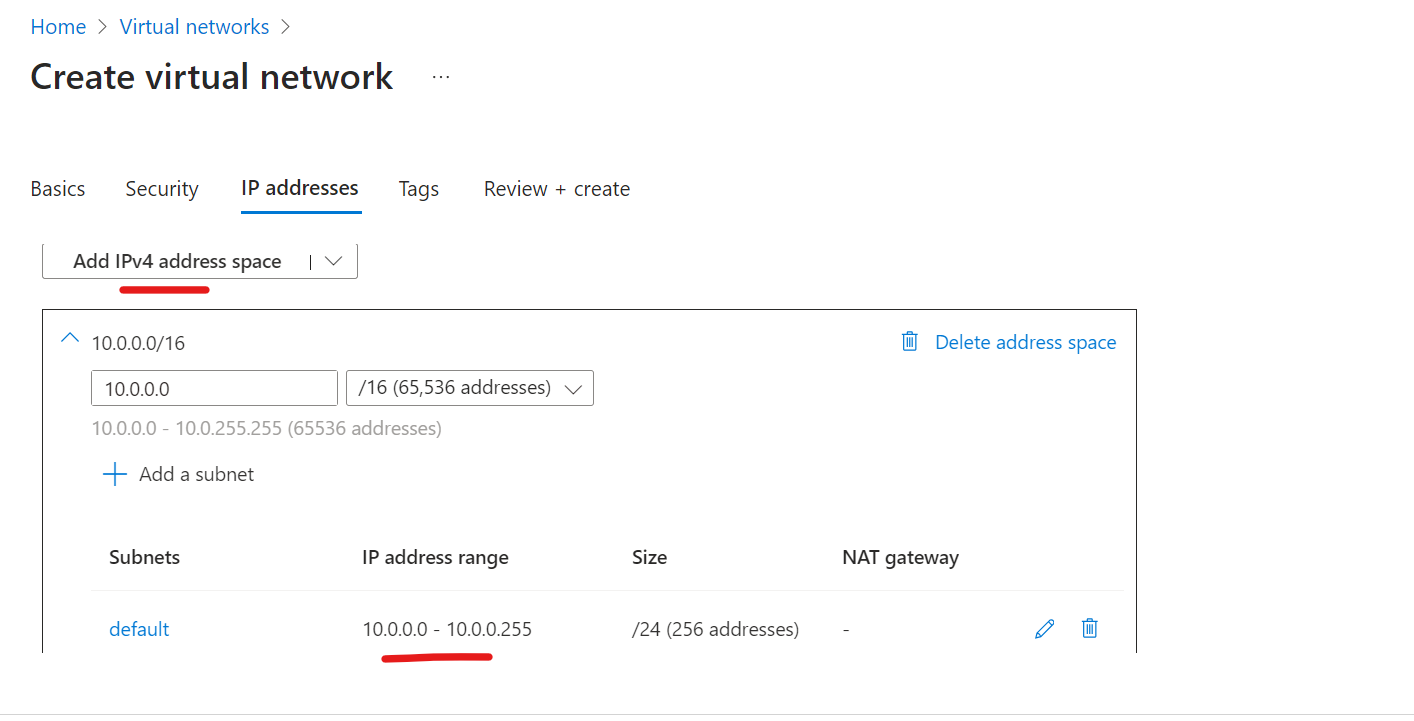 Home > Virtual networks >
Create virtual network ...
Basics Security IP addresses Tags Review + create
Add IPv4 address space |
10.0.0.0/16 Delete address space
10.0.0.0 /16 (65,536 addresses)
10.0.0.0 - 10.0.255.255 (65536 addresses)
+ Add a subnet
Subnets IP address range Size NAT gateway
default 10.0.0.0 - 10.0.0.255 /24 (256 addresses) -